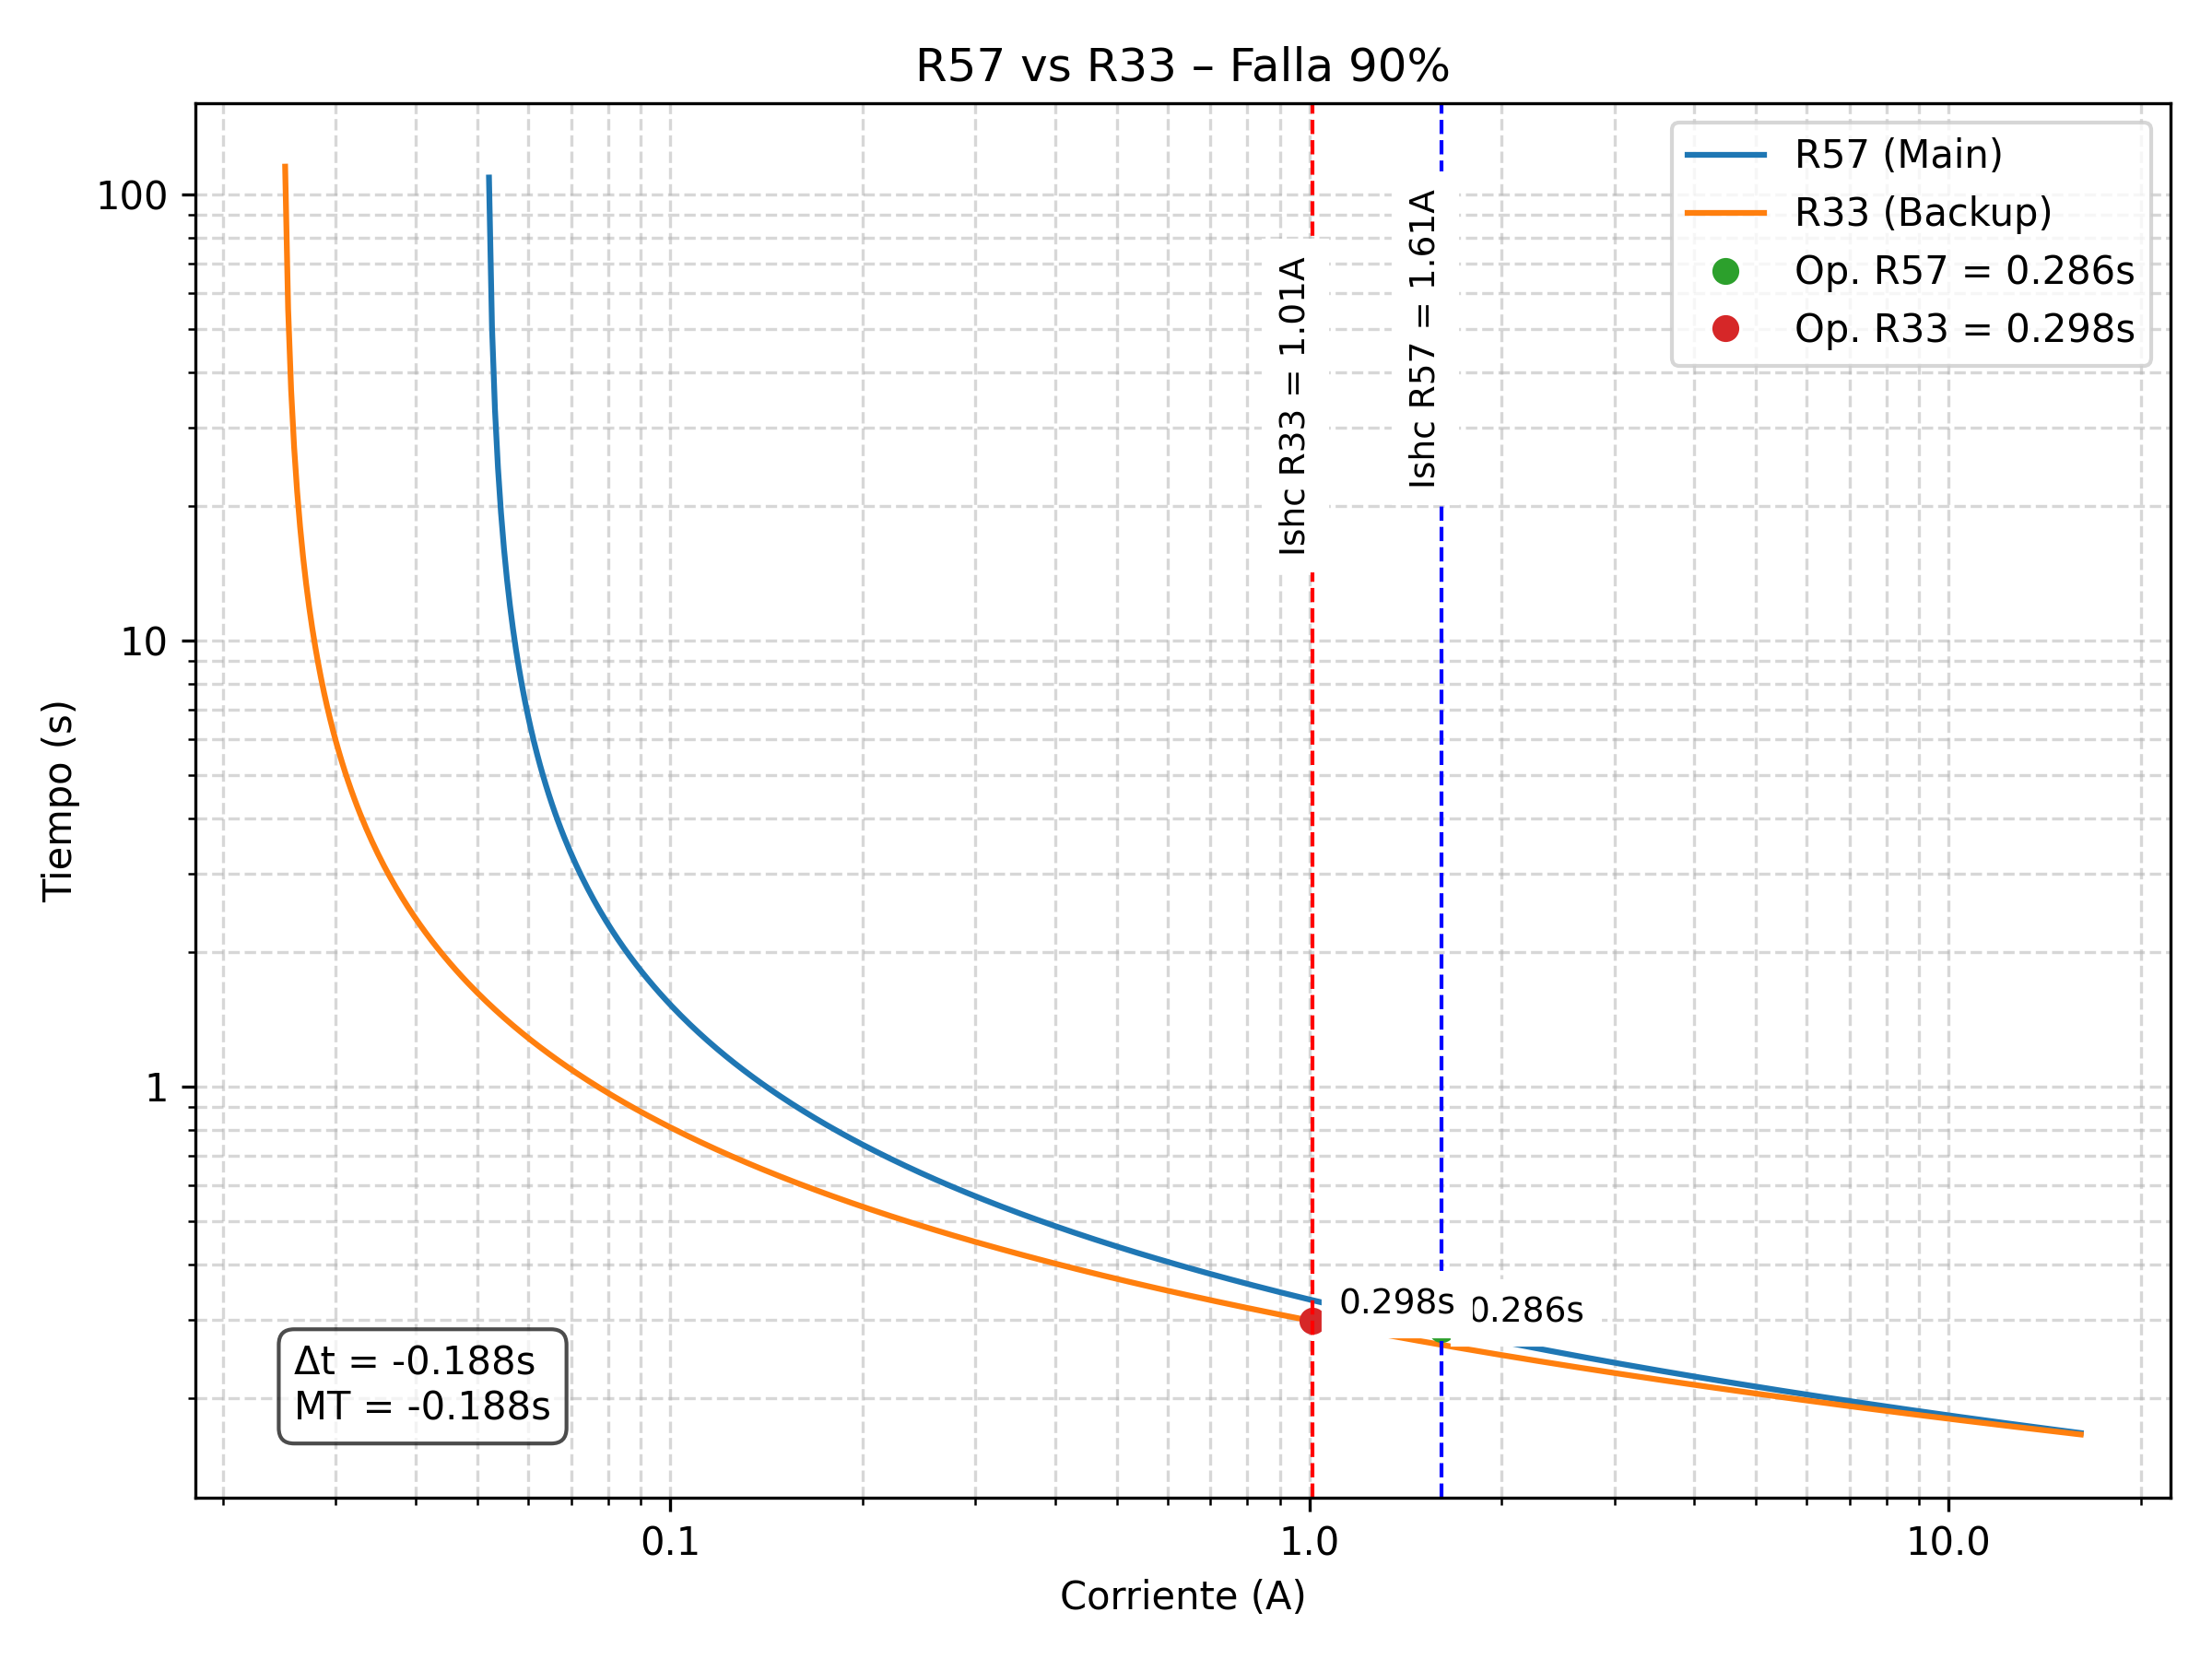 R57 vs R33 – Falla 90%
R57 (Main)
R33 (Backup)
Op. R57 = 0.286s
Op. R33 = 0.298s
Ishc R33 = 1.01A
Ishc R57 = 1.61A
100
10
1
Tiempo (s)
0.298s
0.286s
Δt = -0.188s
MT = -0.188s
0.1
1.0
10.0
Corriente (A)